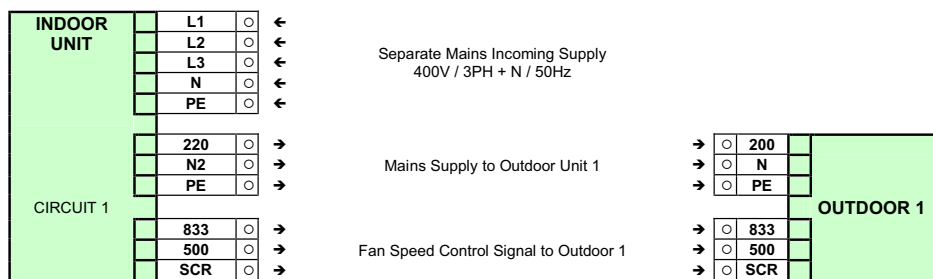 INDOOR UNIT
L1
L2
L3
N
PE
Separate Mains Incoming Supply
400V / 3PH + N / 50Hz
CIRCUIT 1
220
N2
PE
Mains Supply to Outdoor Unit 1
200
N
PE
OUTDOOR 1
833
500
SCR
Fan Speed Control Signal to Outdoor 1
833
500
SCR